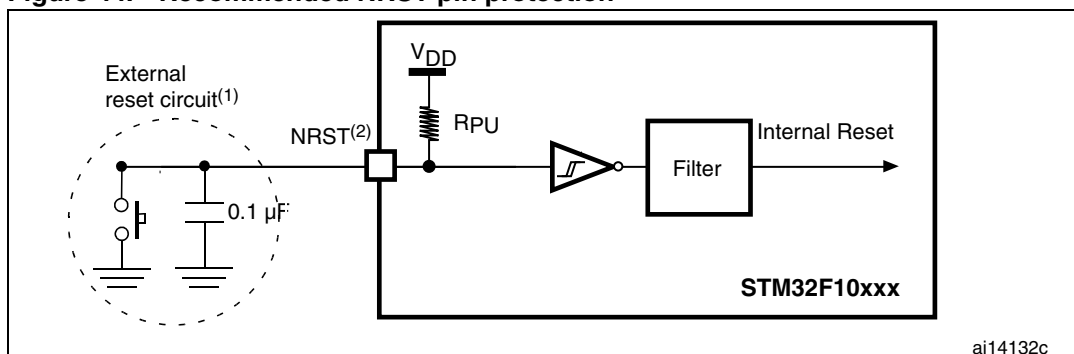 Figure 44. Recommended NRST pin protection
External
reset circuit(1)
NRST(2)
VDD
RPU
0.1 µF
Filter
Internal Reset
STM32F10xxx
ai14132c